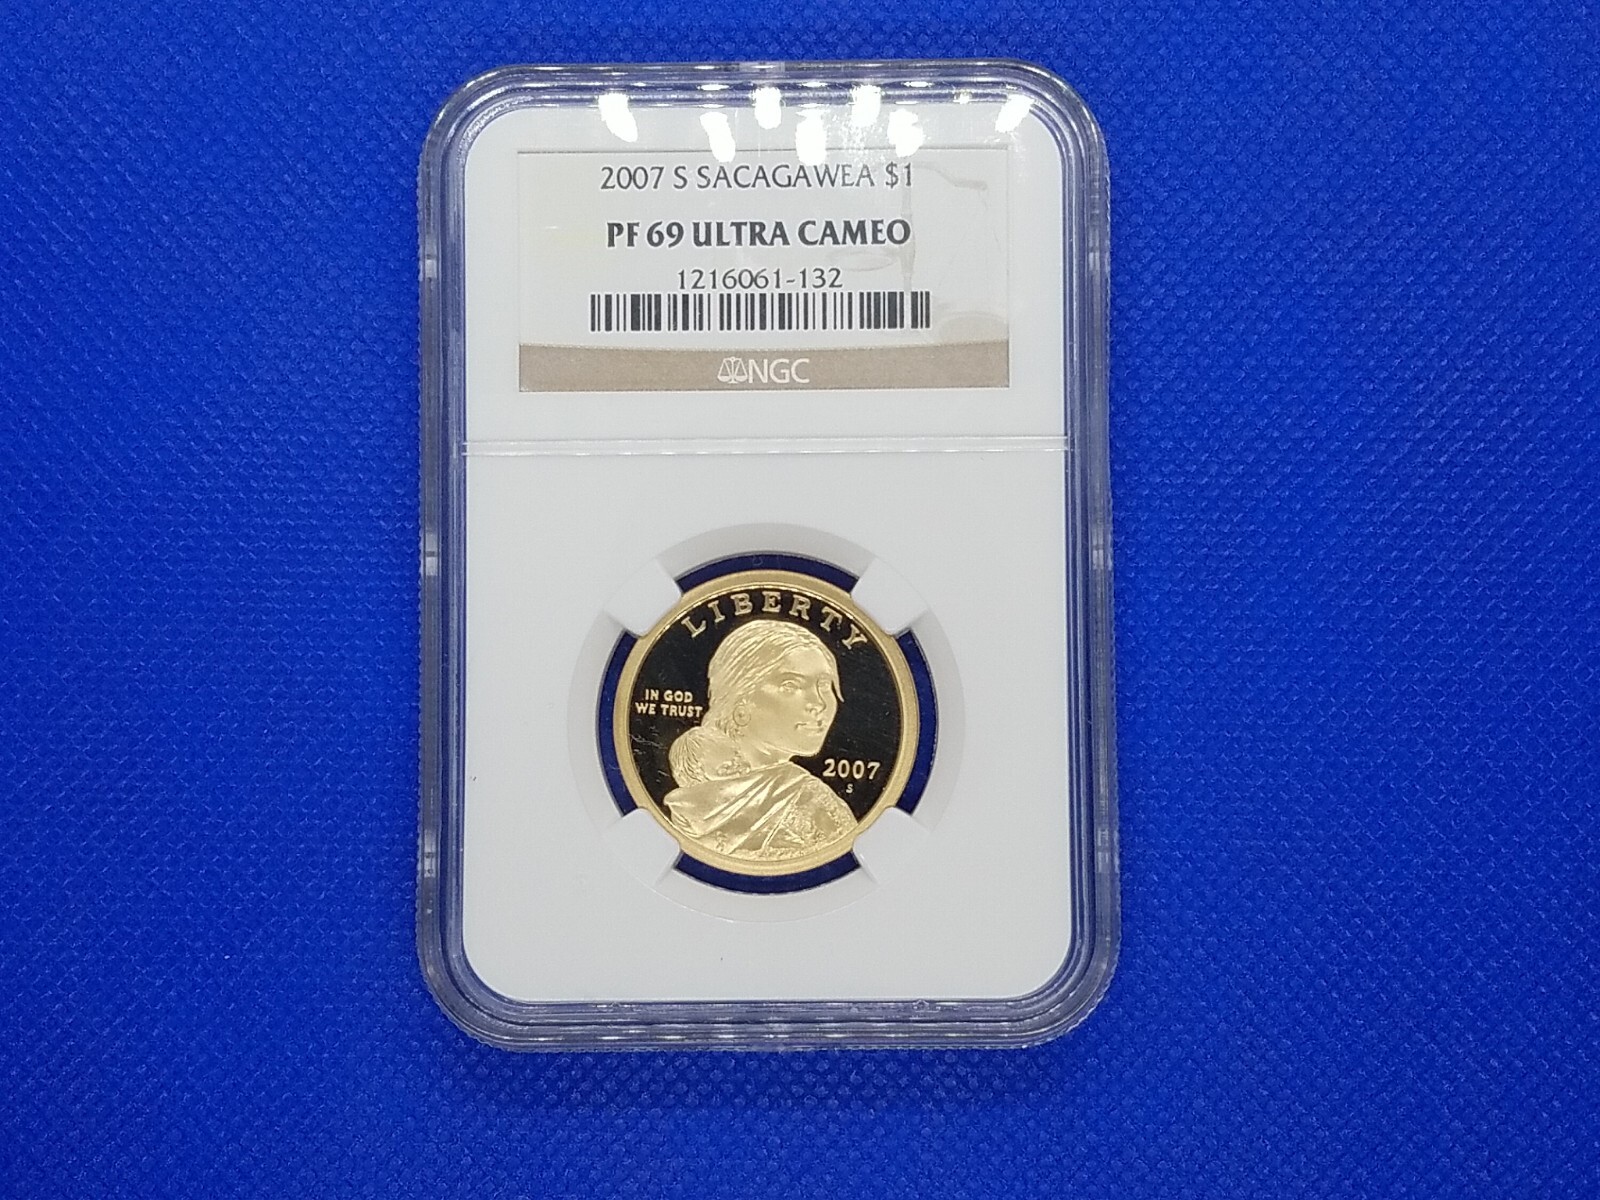 2007 S SACAGAWEA $1
PF 69 ULTRA CAMEO
1216061-132
NGC
LIBERTY
IN GOD
WE TRUST
2007
S